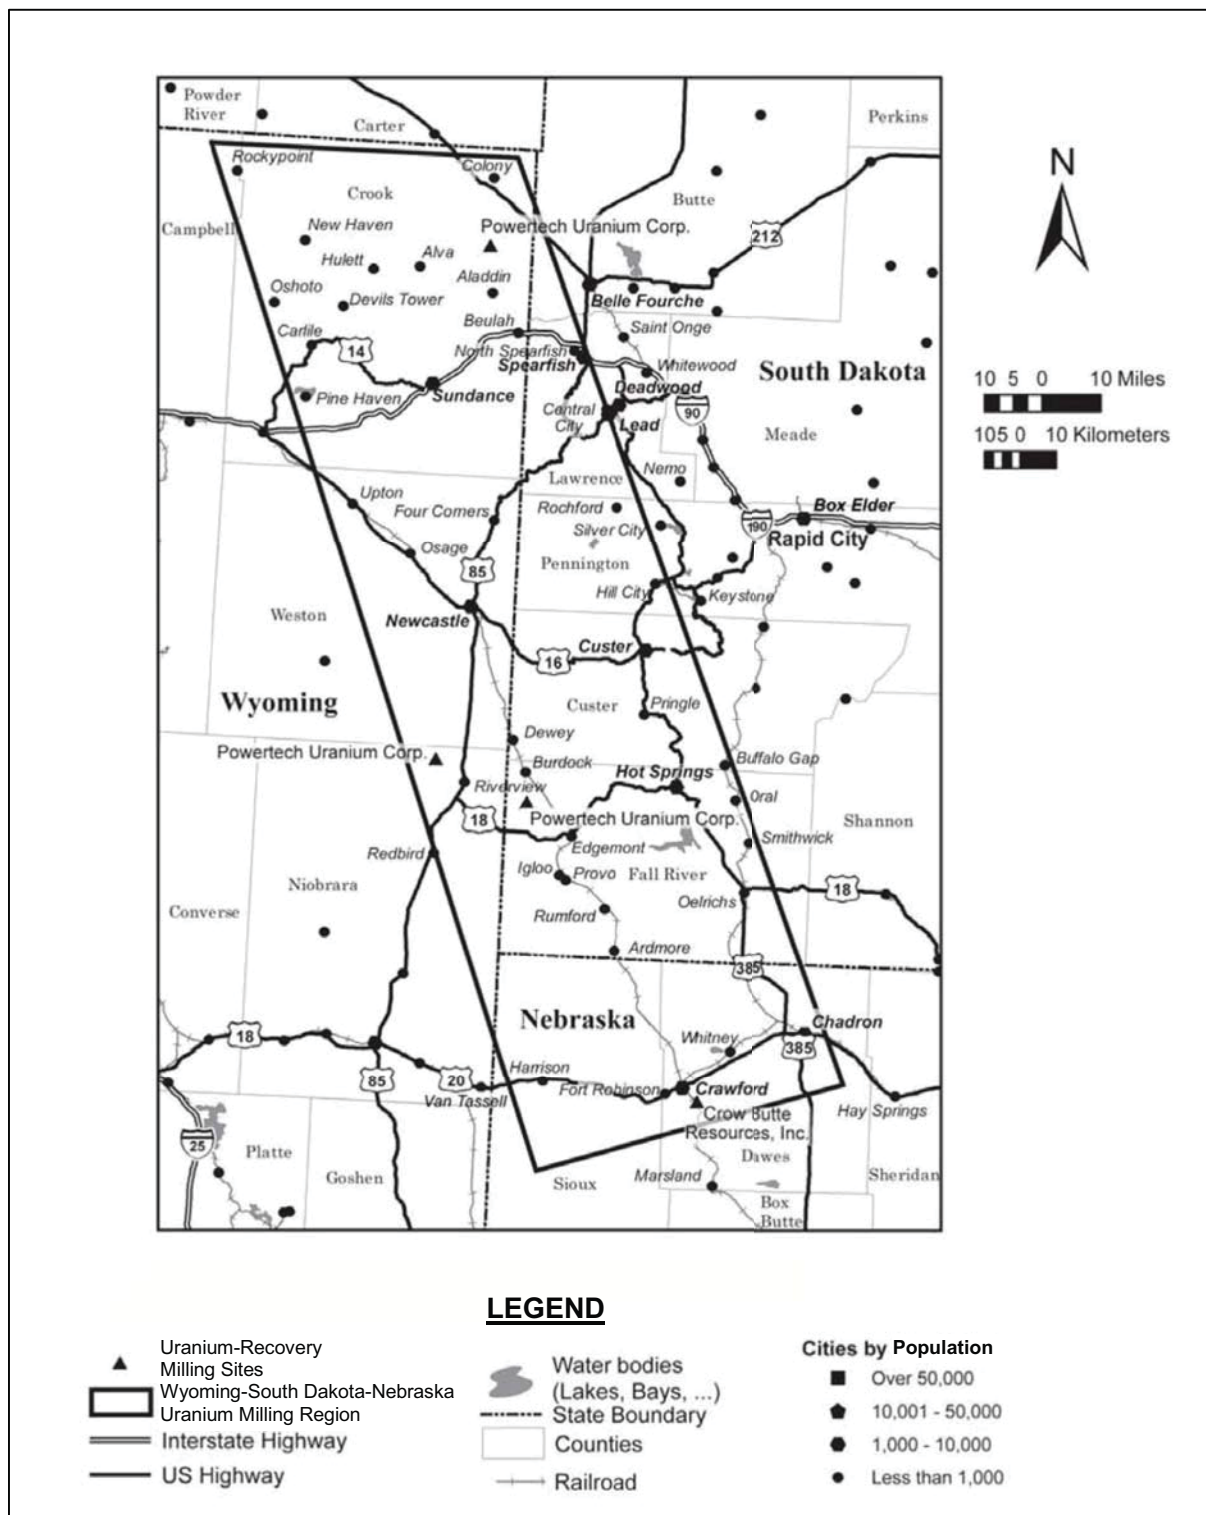 Powder
River
Carter
Perkins
Rockypoint
Colony
Crook
Butte
N
Campbell
New Haven
Powertech Uranium Corp.
212
Hulett
Alva
Aladdin
Oshoto
Devils Tower
Belle Fourche
Beulah
Saint Onge
Carlile
14
North Spearfish
Spearfish
Whitewood
South Dakota
10 5 0 10 Miles
Pine Haven
Sundance
Deadwood
Central
City
Lead
90
105 0 10 Kilometers
Meade
Lawrence
Nemo
Upton
Four Corners
Rochford
Box Elder
Silver City
190
Rapid City
Osage
85
Pennington
Hill City
Keystone
Weston
Newcastle
Custer
16
Wyoming
Custer
Pringle
Dewey
Powertech Uranium Corp.
Burdock
Hot Springs
Buffalo Gap
Riverview
Oral
18
Powertech Uranium Corp.
Shannon
Smithwick
Redbird
Edgemont
Igloo
Provo
Fall River
Niobrara
18
Oelrichs
Converse
Rumford
Ardmore
385
Nebraska
Chadron
18
Whitney
385
Harrison
85
20
Fort Robinson
Crawford
Van Tassell
Crow Butte
Resources, Inc.
Hay Springs
25
Platte
Dawes
Goshen
Sioux
Marsland
Sheridan
Box
Butte
LEGEND
Uranium-Recovery
Milling Sites
Wyoming-South Dakota-Nebraska
Uranium Milling Region
Interstate Highway
US Highway
Water bodies
(Lakes, Bays, ...)
State Boundary
Counties
Railroad
Cities by Population
Over 50,000
10,001 - 50,000
1,000 - 10,000
Less than 1,000